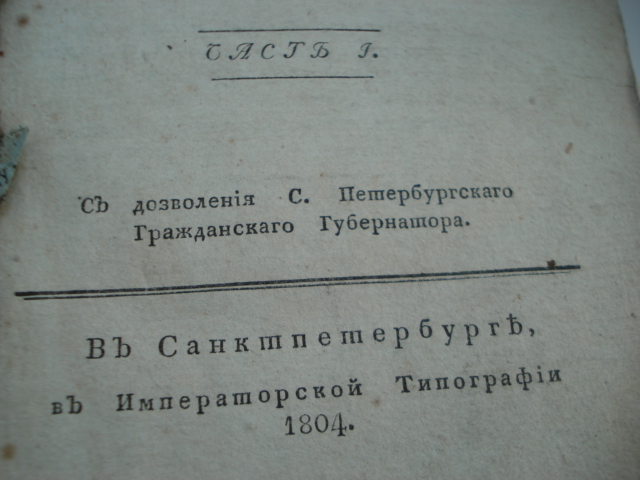 ЧАСТЬ I.
Съ дозволенія С. Петербургскаго
Гражданскаго Губернатора.
Въ Санктпетербургѣ,
въ Императорской Типографіи
1804.